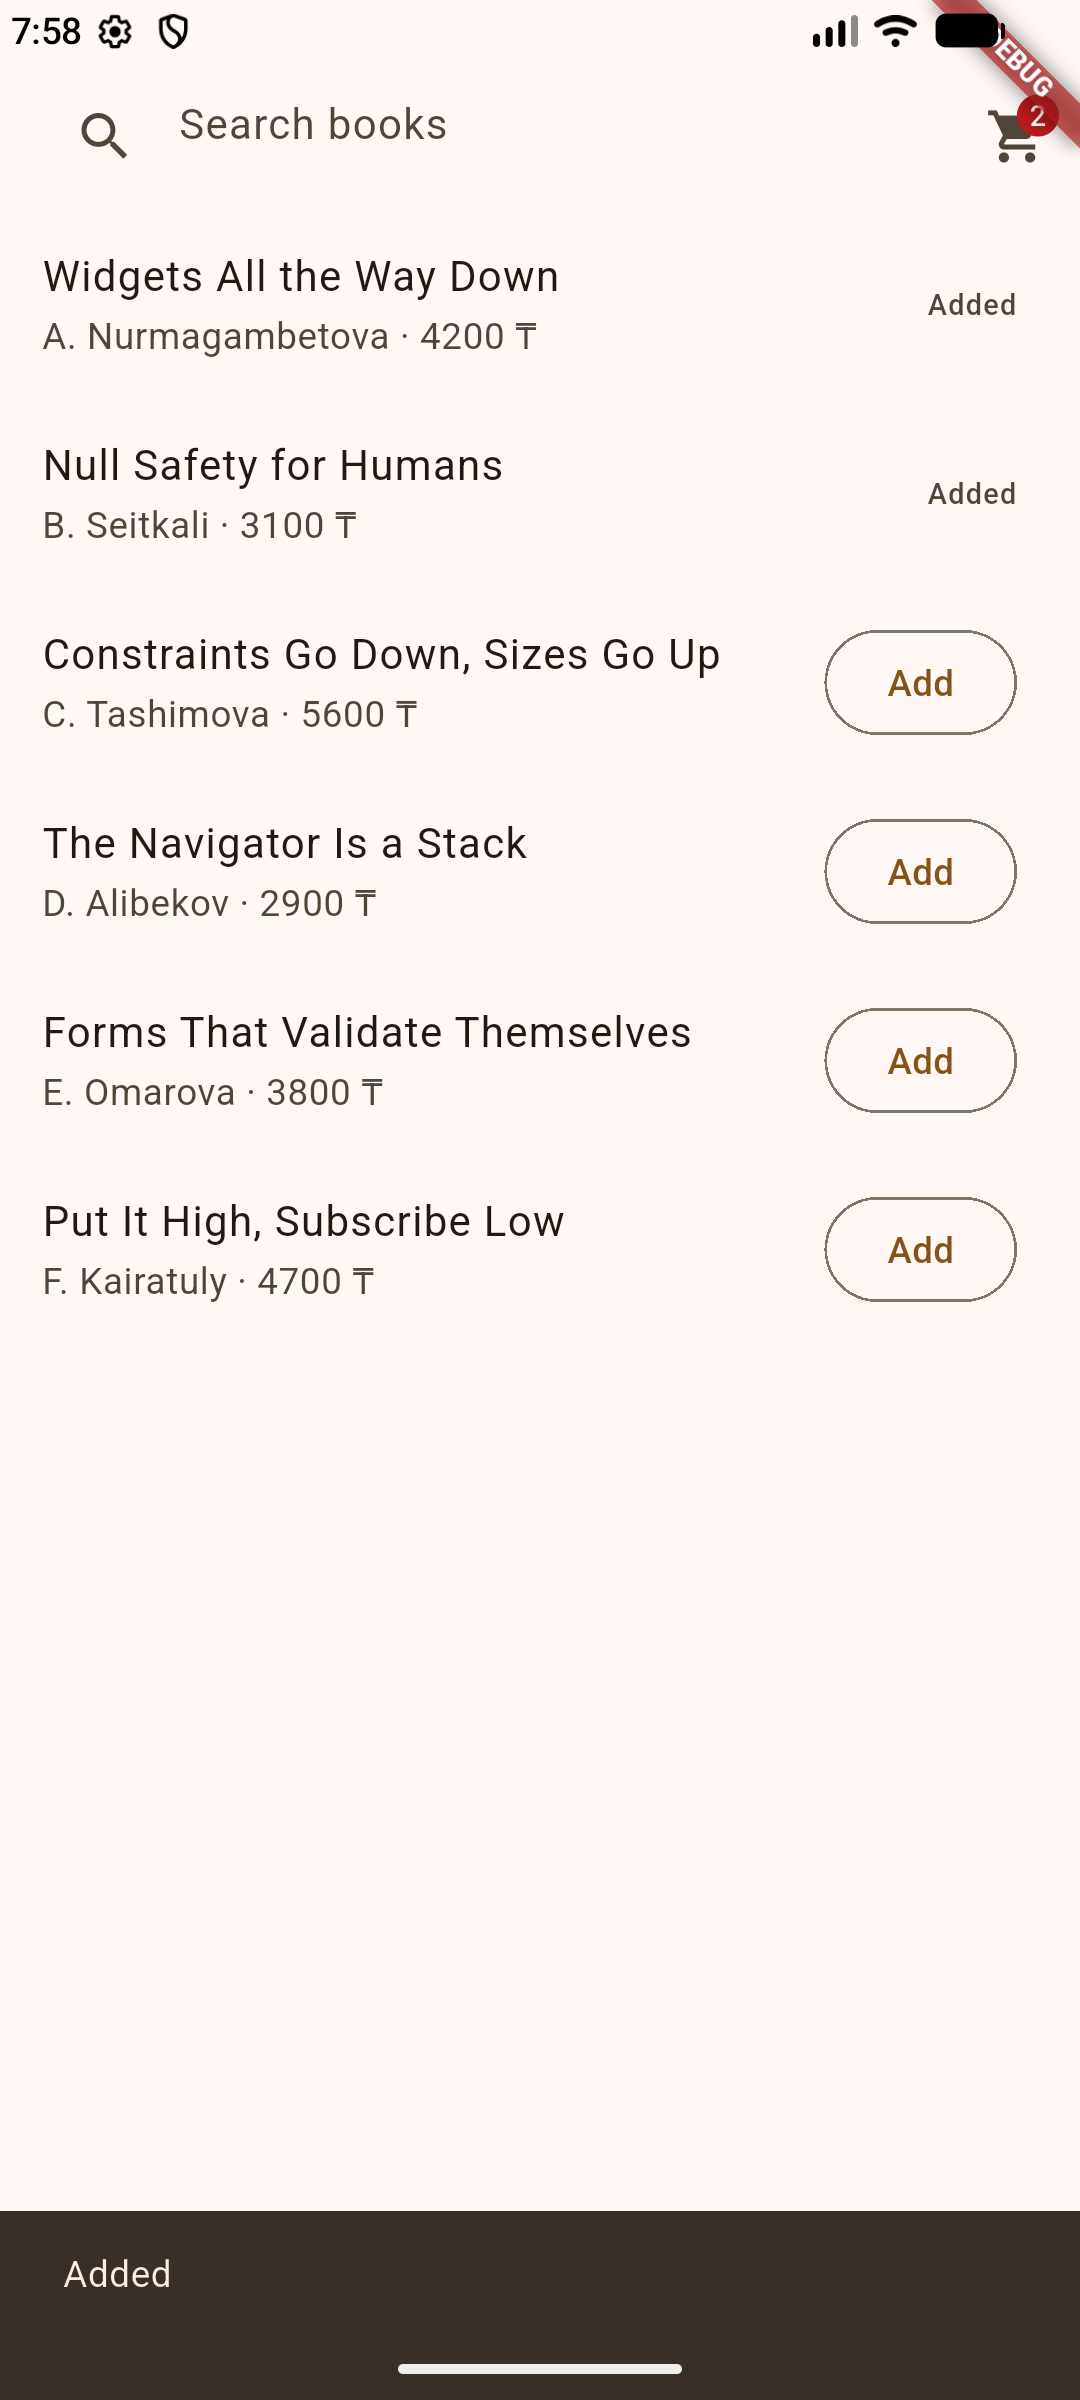 7:58
EBUG
Search books
2
Widgets All the Way Down
A. Nurmagambetova · 4200 ₸
Added
Null Safety for Humans
B. Seitkali · 3100 ₸
Added
Constraints Go Down, Sizes Go Up
C. Tashimova · 5600 ₸
Add
The Navigator Is a Stack
D. Alibekov · 2900 ₸
Add
Forms That Validate Themselves
E. Omarova · 3800 ₸
Add
Put It High, Subscribe Low
F. Kairatuly · 4700 ₸
Add
Added